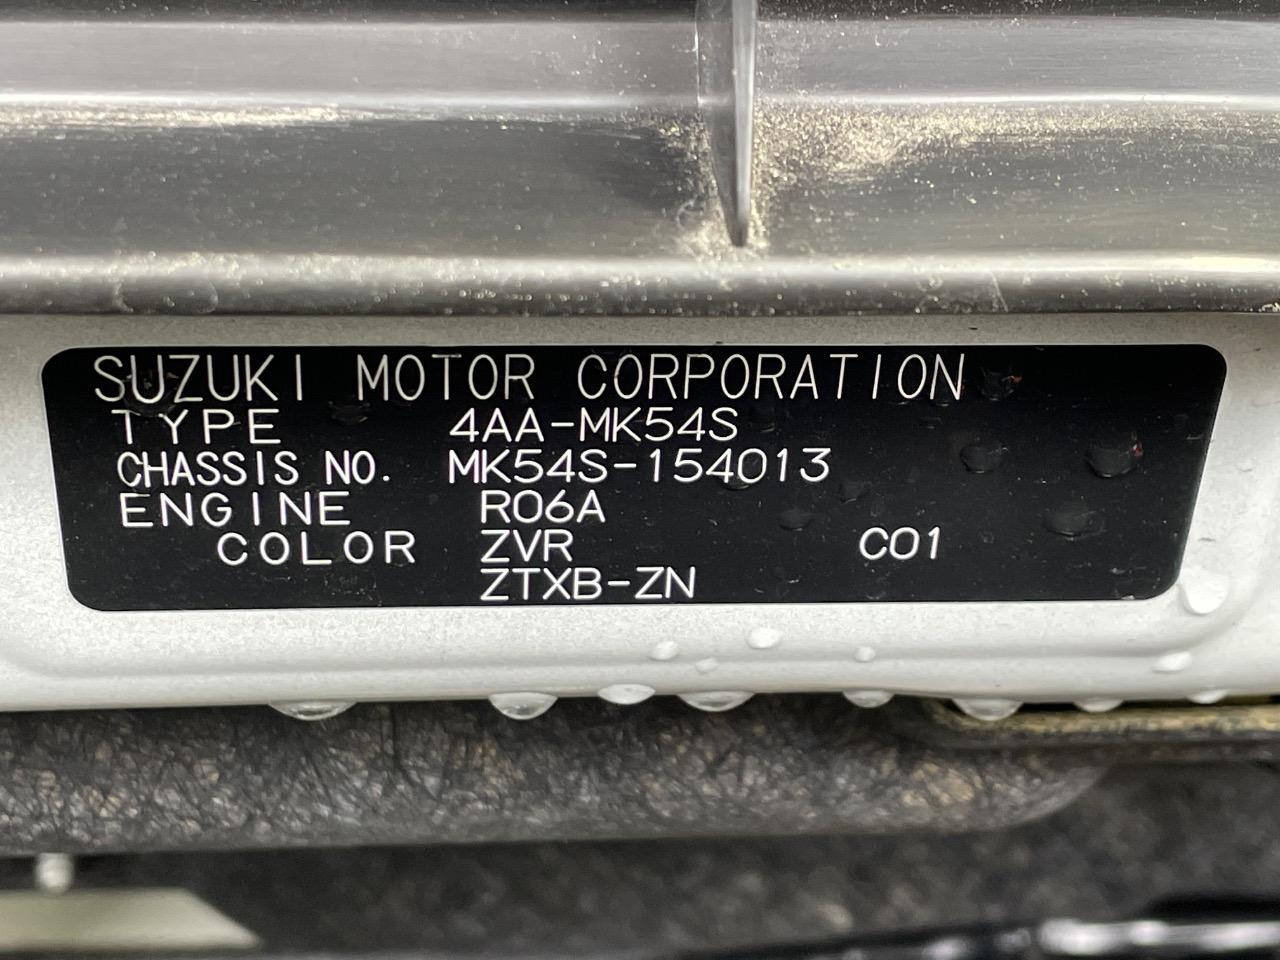 SUZUKI MOTOR CORPORATION
TYPE 4AA-MK54S
CHASSIS NO. MK54S-154013
ENGINE R06A
COLOR ZVR C01
ZTXB-ZN